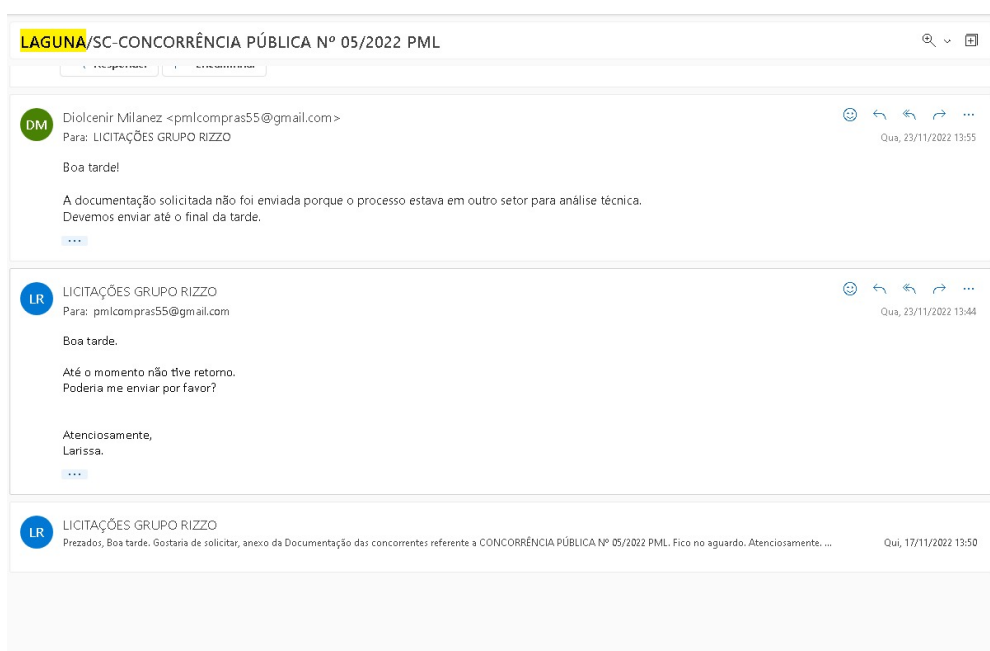 LAGUNA/SC-CONCORRÊNCIA PÚBLICA Nº 05/2022 PML
Responder Encaminhar
DM
Diolcenir Milanez <pmlcompras55@gmail.com>
Para: LICITAÇÕES GRUPO RIZZO
Qua, 23/11/2022 13:55
Boa tarde!
A documentação solicitada não foi enviada porque o processo estava em outro setor para análise técnica.
Devemos enviar até o final da tarde.
...
LR
LICITAÇÕES GRUPO RIZZO
Para: pmlcompras55@gmail.com
Qua, 23/11/2022 13:44
Boa tarde.
Até o momento não tive retorno.
Poderia me enviar por favor?
Atenciosamente,
Larissa.
...
LR
LICITAÇÕES GRUPO RIZZO
Prezados, Boa tarde. Gostaria de solicitar, anexo da Documentação das concorrentes referente a CONCORRÊNCIA PÚBLICA Nº 05/2022 PML. Fico no aguardo. Atenciosamente. ...
Qui, 17/11/2022 13:50